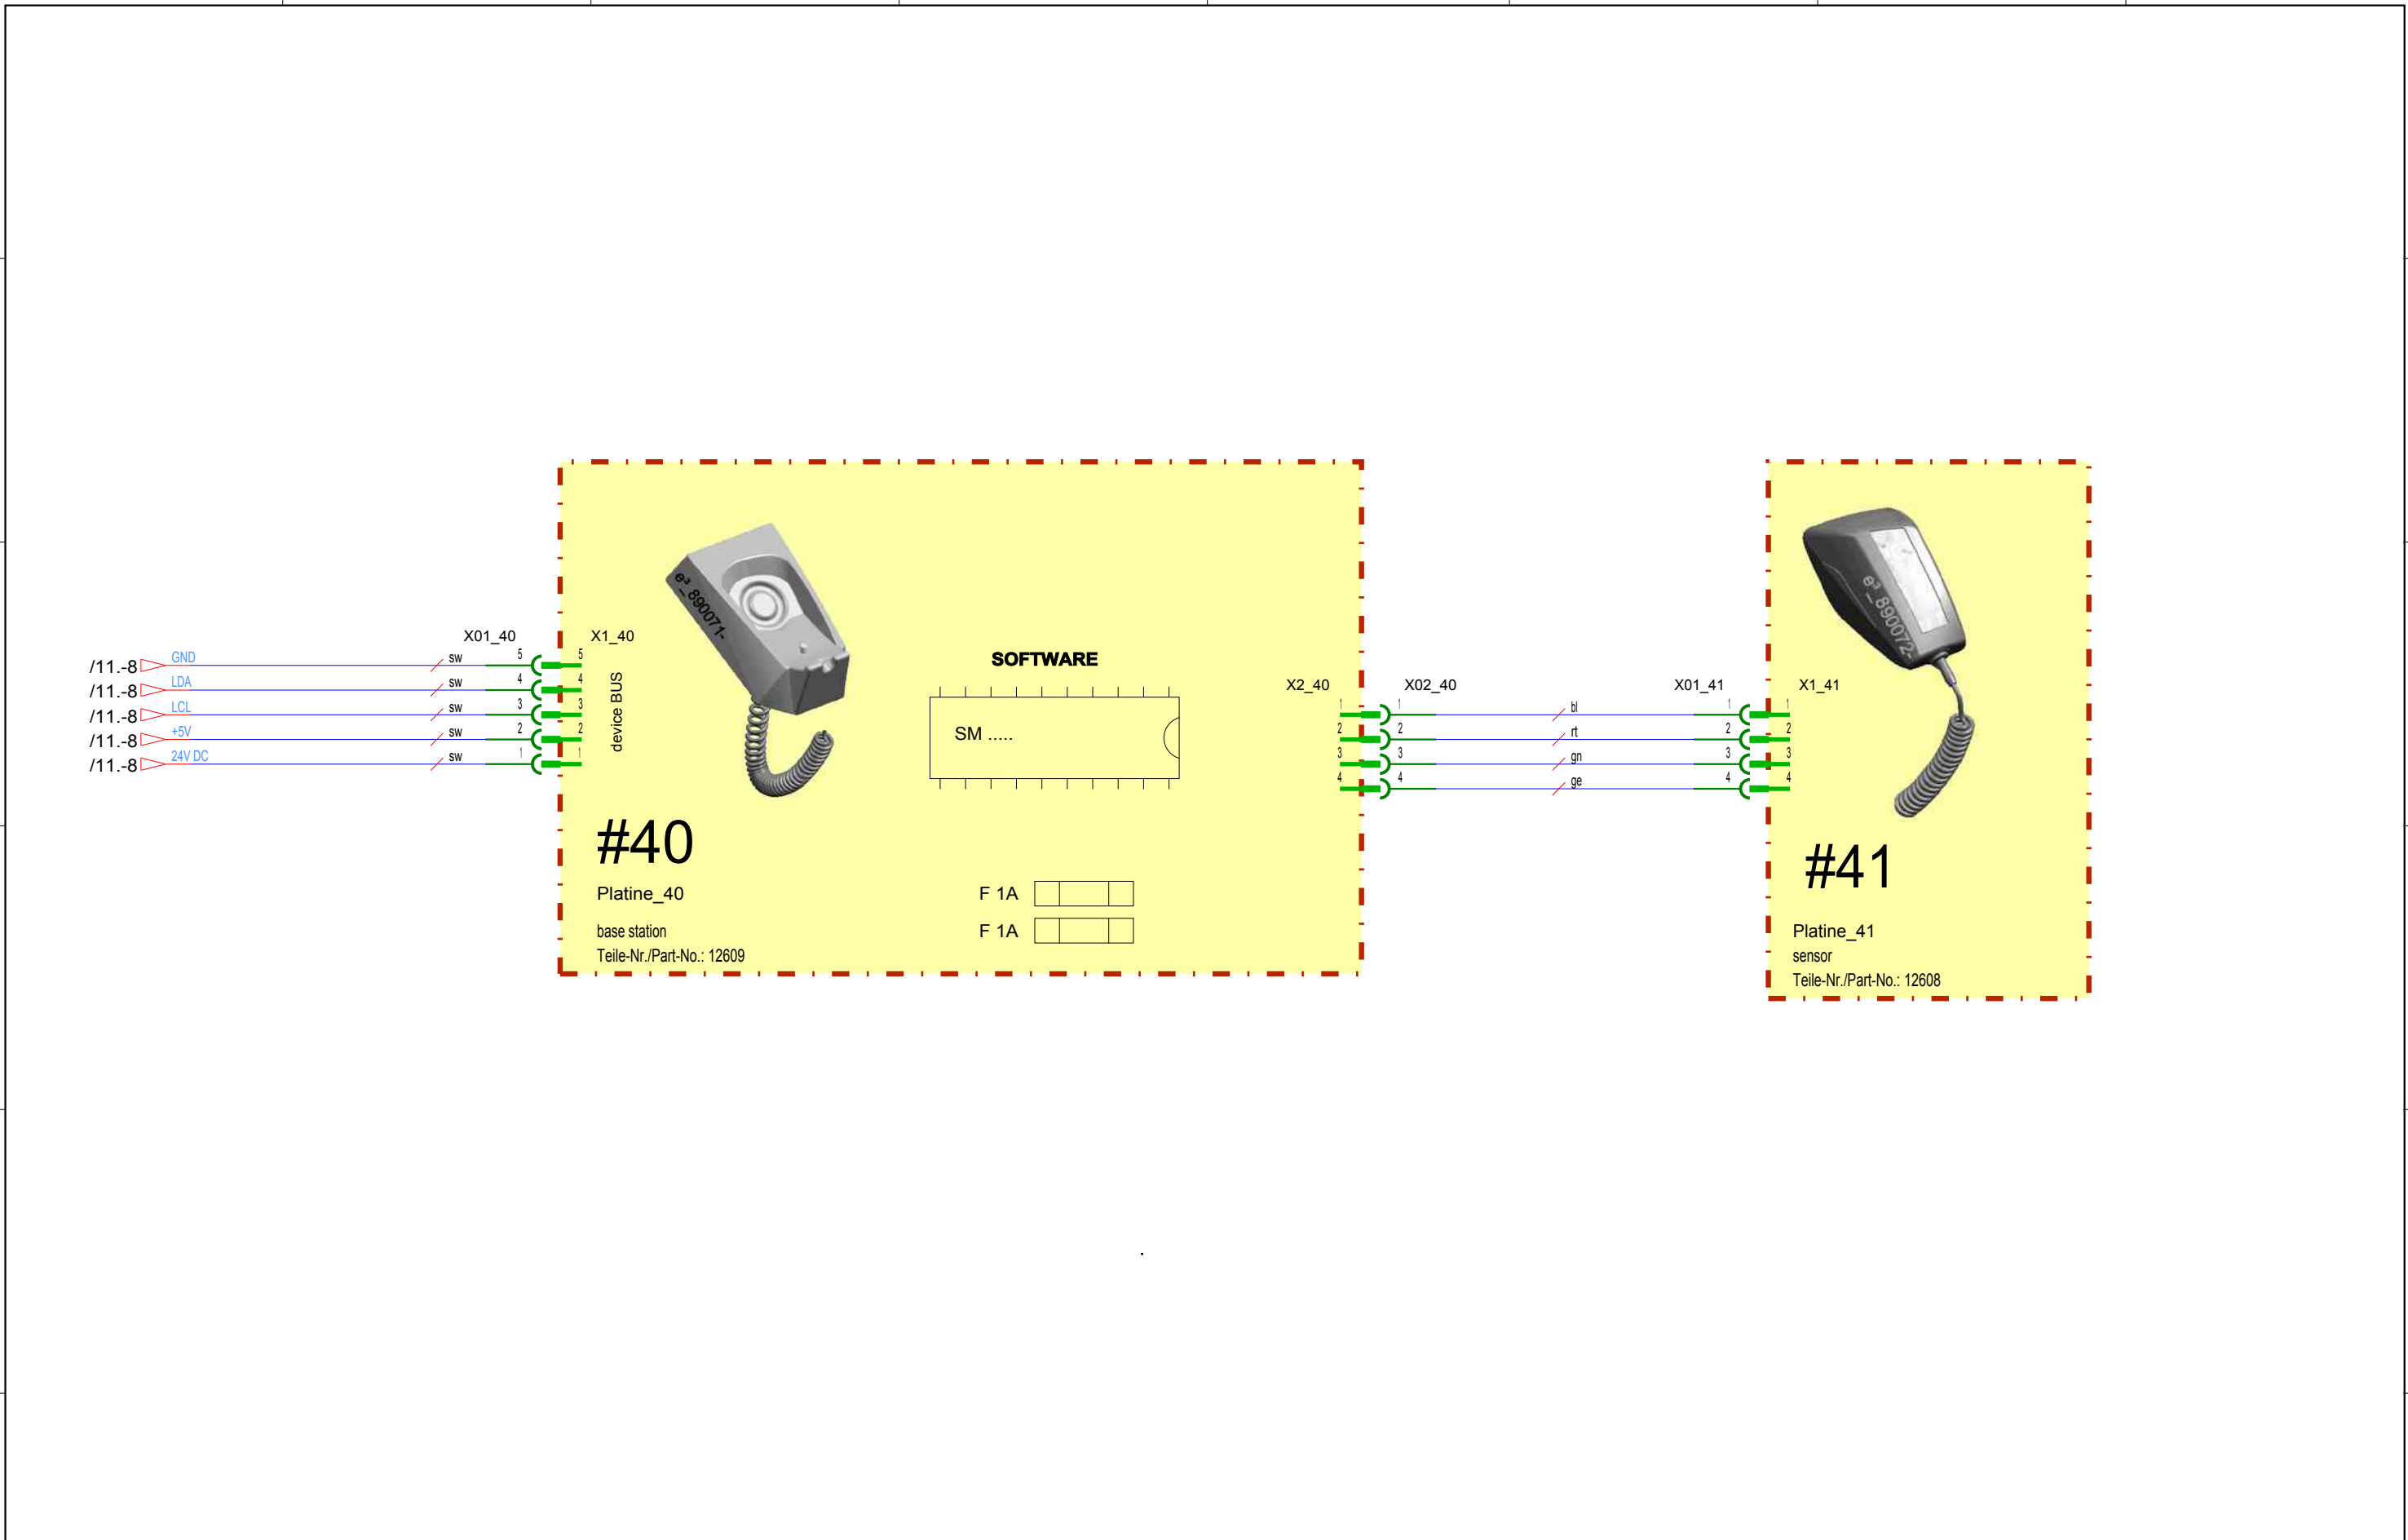 /11.-8 GND sw 5
/11.-8 LDA sw 4
/11.-8 LCL sw 3
/11.-8 +5V sw 2
/11.-8 24V DC sw 1
X01_40
X1_40
5
4
3
2
1
device BUS
e³_890071-
SOFTWARE
SM .....
#40
Platine_40
base station
Teile-Nr./Part-No.: 12609
F 1A
F 1A
X2_40
X02_40
X01_41
X1_41
1 1 bl 1 1
2 2 rt 2 2
3 3 gn 3 3
4 4 ge 4 4
e³_890072-
#41
Platine_41
sensor
Teile-Nr./Part-No.: 12608
.